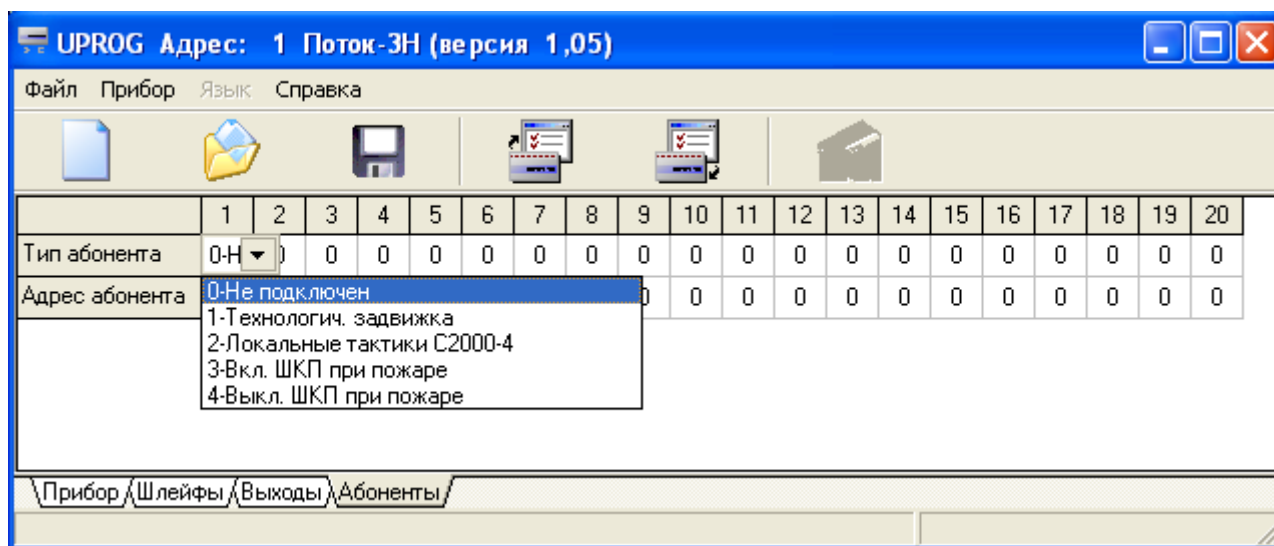 UPROG Адрес: 1 Поток-3Н (версия 1,05)
Файл Прибор Язык Справка
1 2 3 4 5 6 7 8 9 10 11 12 13 14 15 16 17 18 19 20
Тип абонента 0-Н 0 0 0 0 0 0 0 0 0 0 0 0 0 0 0 0 0 0
Адрес абонента 0 0 0 0 0 0 0 0 0 0 0
0-Не подключен
1-Технологич. задвижка
2-Локальные тактики С2000-4
3-Вкл. ШКП при пожаре
4-Выкл. ШКП при пожаре
Прибор Шлейфы Выходы Абоненты